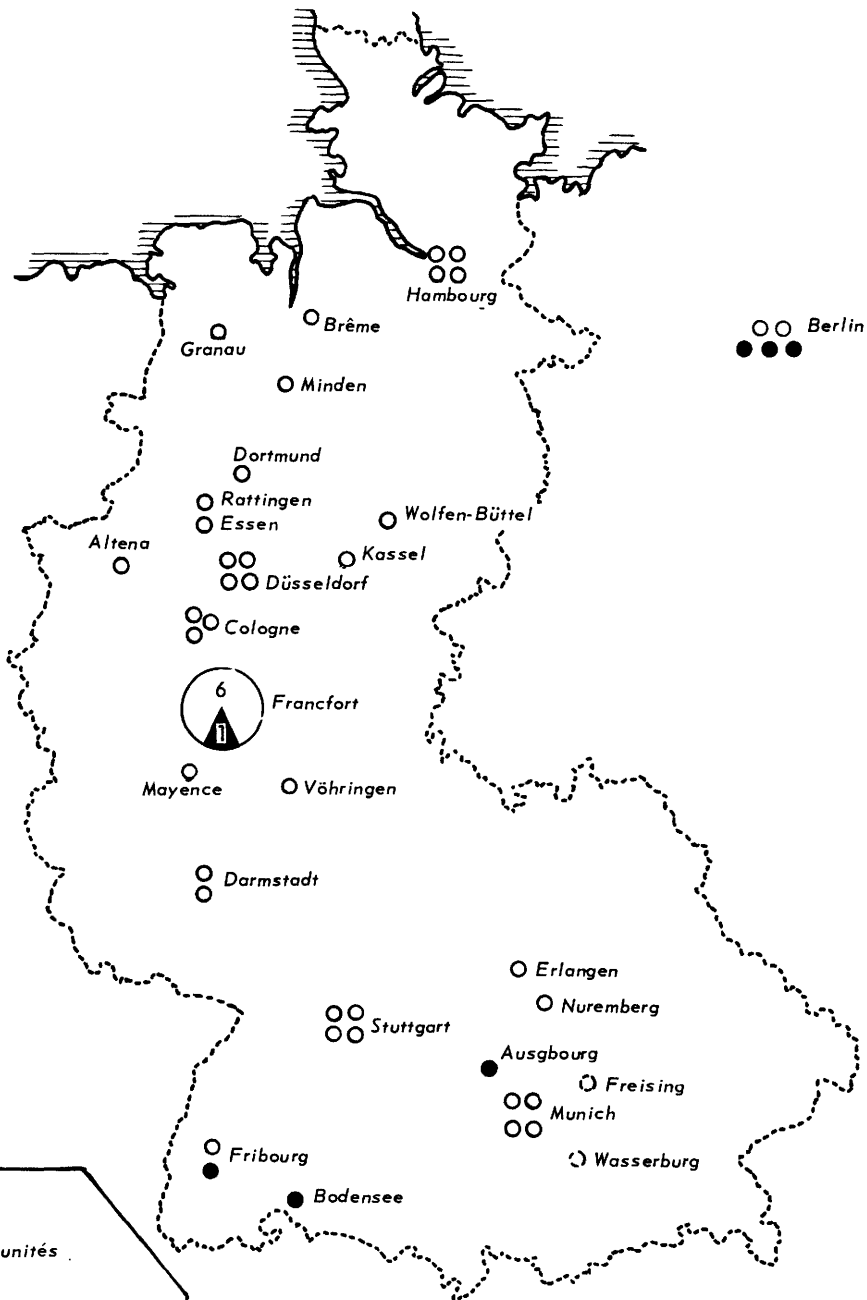 Hambourg
Brême
Berlin
Granau
Minden
Dortmund
Rattingen
Essen
Wolfen-Büttel
Altena
Kassel
Düsseldorf
Cologne
6
1
Francfort
Mayence
Vöhringen
Darmstadt
Erlangen
Nuremberg
Stuttgart
Ausgbourg
Freising
Munich
Fribourg
Wasserburg
Bodensee
unités